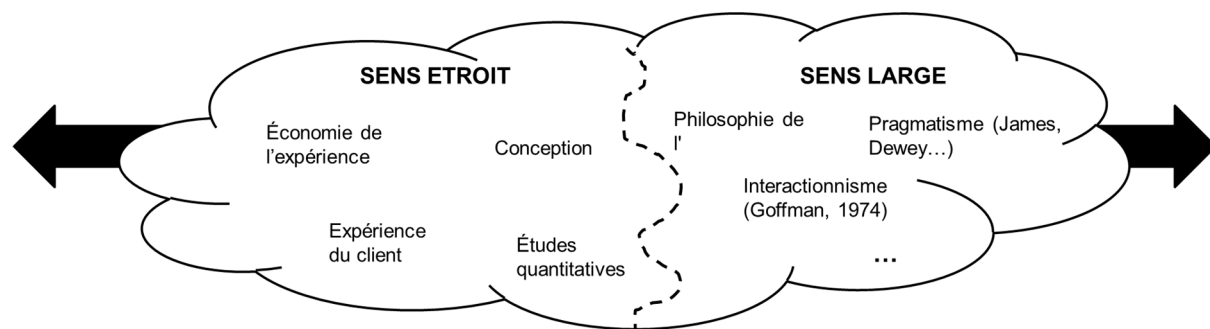 SENS ETROIT
Économie de
l'expérience
Conception
Expérience
du client
Études
quantitatives
SENS LARGE
Philosophie de
l'
Pragmatisme (James,
Dewey…)
Interactionnisme
(Goffman, 1974)
…